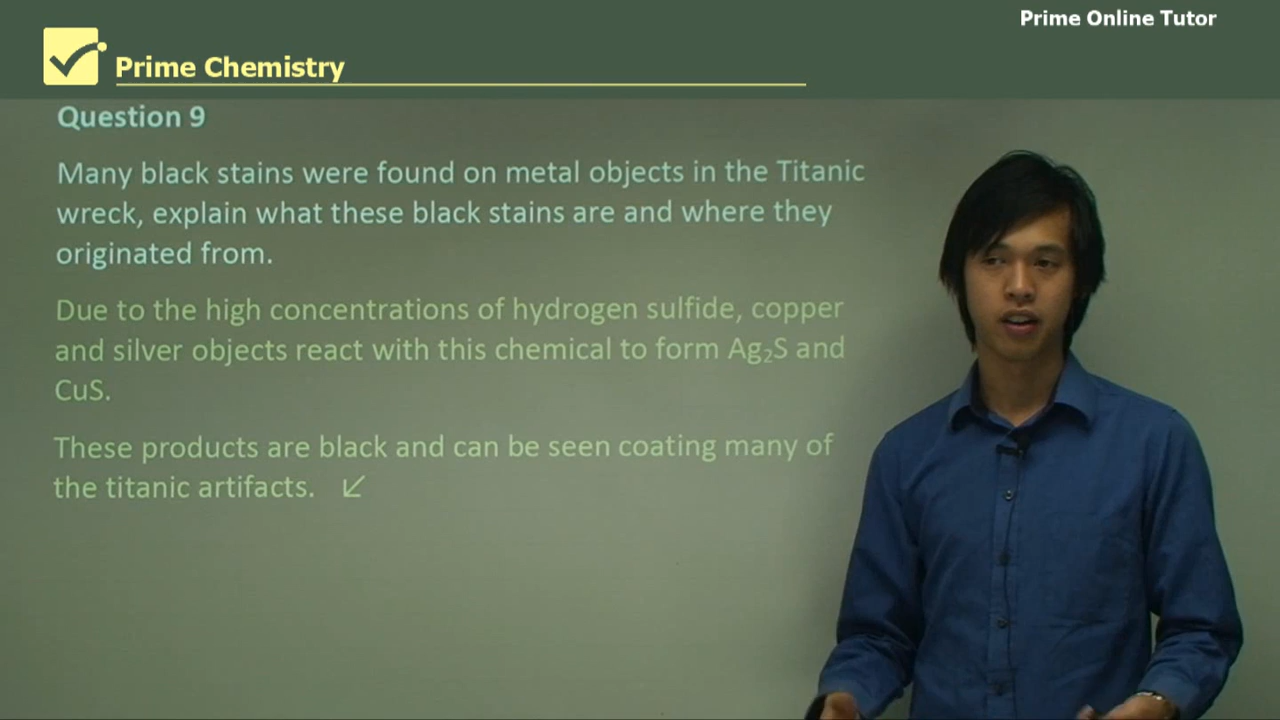 Prime Online Tutor
Prime Chemistry
Question 9
Many black stains were found on metal objects in the Titanic
wreck, explain what these black stains are and where they
originated from.
Due to the high concentrations of hydrogen sulfide, copper
and silver objects react with this chemical to form Ag₂S and
CuS.
These products are black and can be seen coating many of
the titanic artifacts.